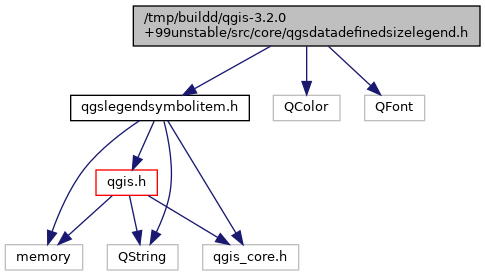 /tmp/buildd/qgis-3.2.0
+99unstable/src/core/qgsdatadefinedsizelegend.h
qgslegendsymbolitem.h
QColor
QFont
qgis.h
memory
QString
qgis_core.h